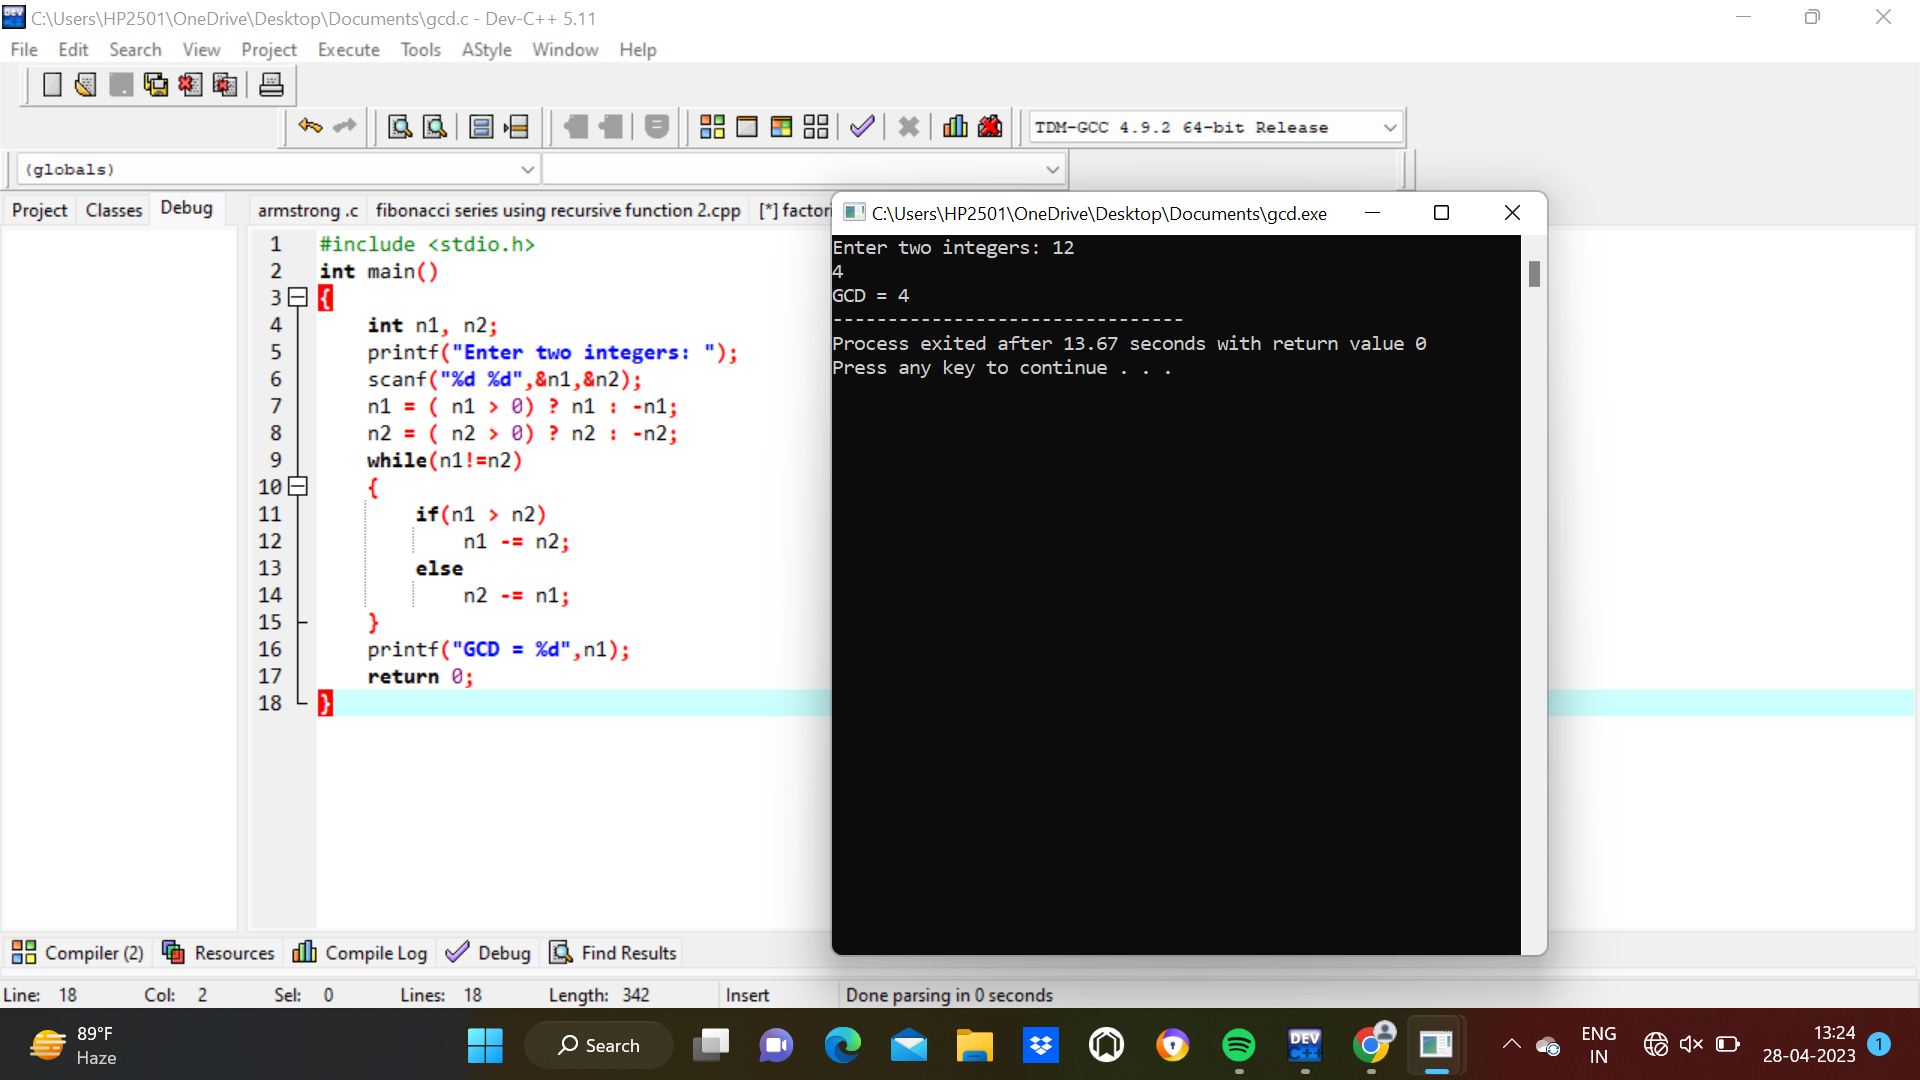 C:\Users\HP2501\OneDrive\Desktop\Documents\gcd.c - Dev-C++ 5.11
File Edit Search View Project Execute Tools AStyle Window Help
TDM-GCC 4.9.2 64-bit Release
(globals)
Project Classes Debug
armstrong .c fibonacci series using recursive function 2.cpp [*] factori
1 #include <stdio.h>
2 int main()
3 {
4 int n1, n2;
5 printf("Enter two integers: ");
6 scanf("%d %d",&n1,&n2);
7 n1 = ( n1 > 0) ? n1 : -n1;
8 n2 = ( n2 > 0) ? n2 : -n2;
9 while(n1!=n2)
10 {
11 if(n1 > n2)
12 n1 -= n2;
13 else
14 n2 -= n1;
15 }
16 printf("GCD = %d",n1);
17 return 0;
18 }
C:\Users\HP2501\OneDrive\Desktop\Documents\gcd.exe
Enter two integers: 12
4
GCD = 4
--------------------------------
Process exited after 13.67 seconds with return value 0
Press any key to continue . . .
Compiler (2) Resources Compile Log Debug Find Results
Line: 18 Col: 2 Sel: 0 Lines: 18 Length: 342 Insert Done parsing in 0 seconds
89°F
Haze
Search
DEV
C++
ENG
IN
13:24
28-04-2023
1